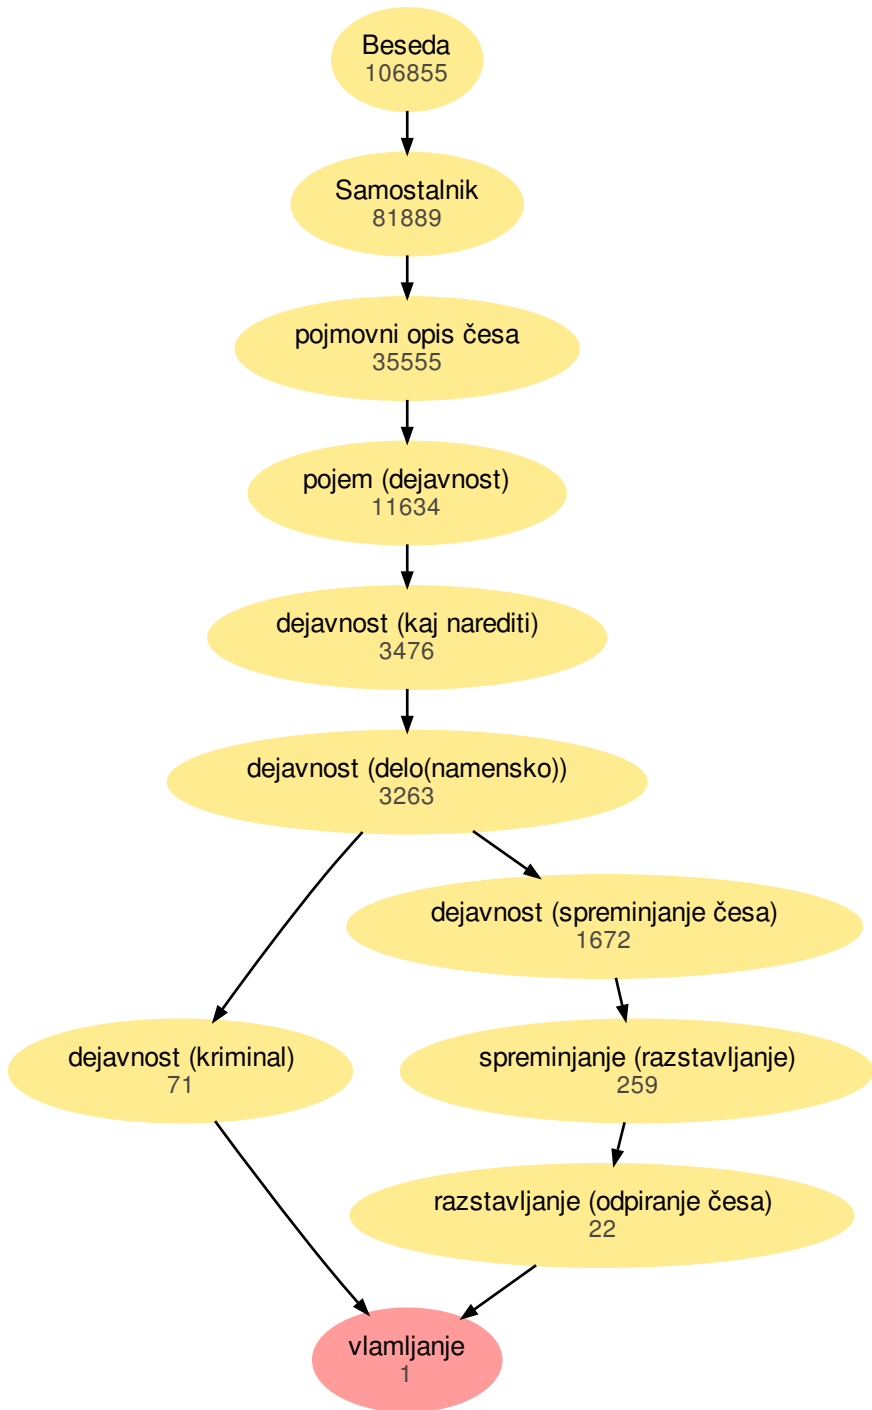 Beseda
106855
Samostalnik
81889
pojmovni opis česa
35555
pojem (dejavnost)
11634
dejavnost (kaj narediti)
3476
dejavnost (delo(namensko))
3263
dejavnost (spreminjanje česa)
1672
dejavnost (kriminal)
71
spreminjanje (razstavljanje)
259
razstavljanje (odpiranje česa)
22
vlamljanje
1